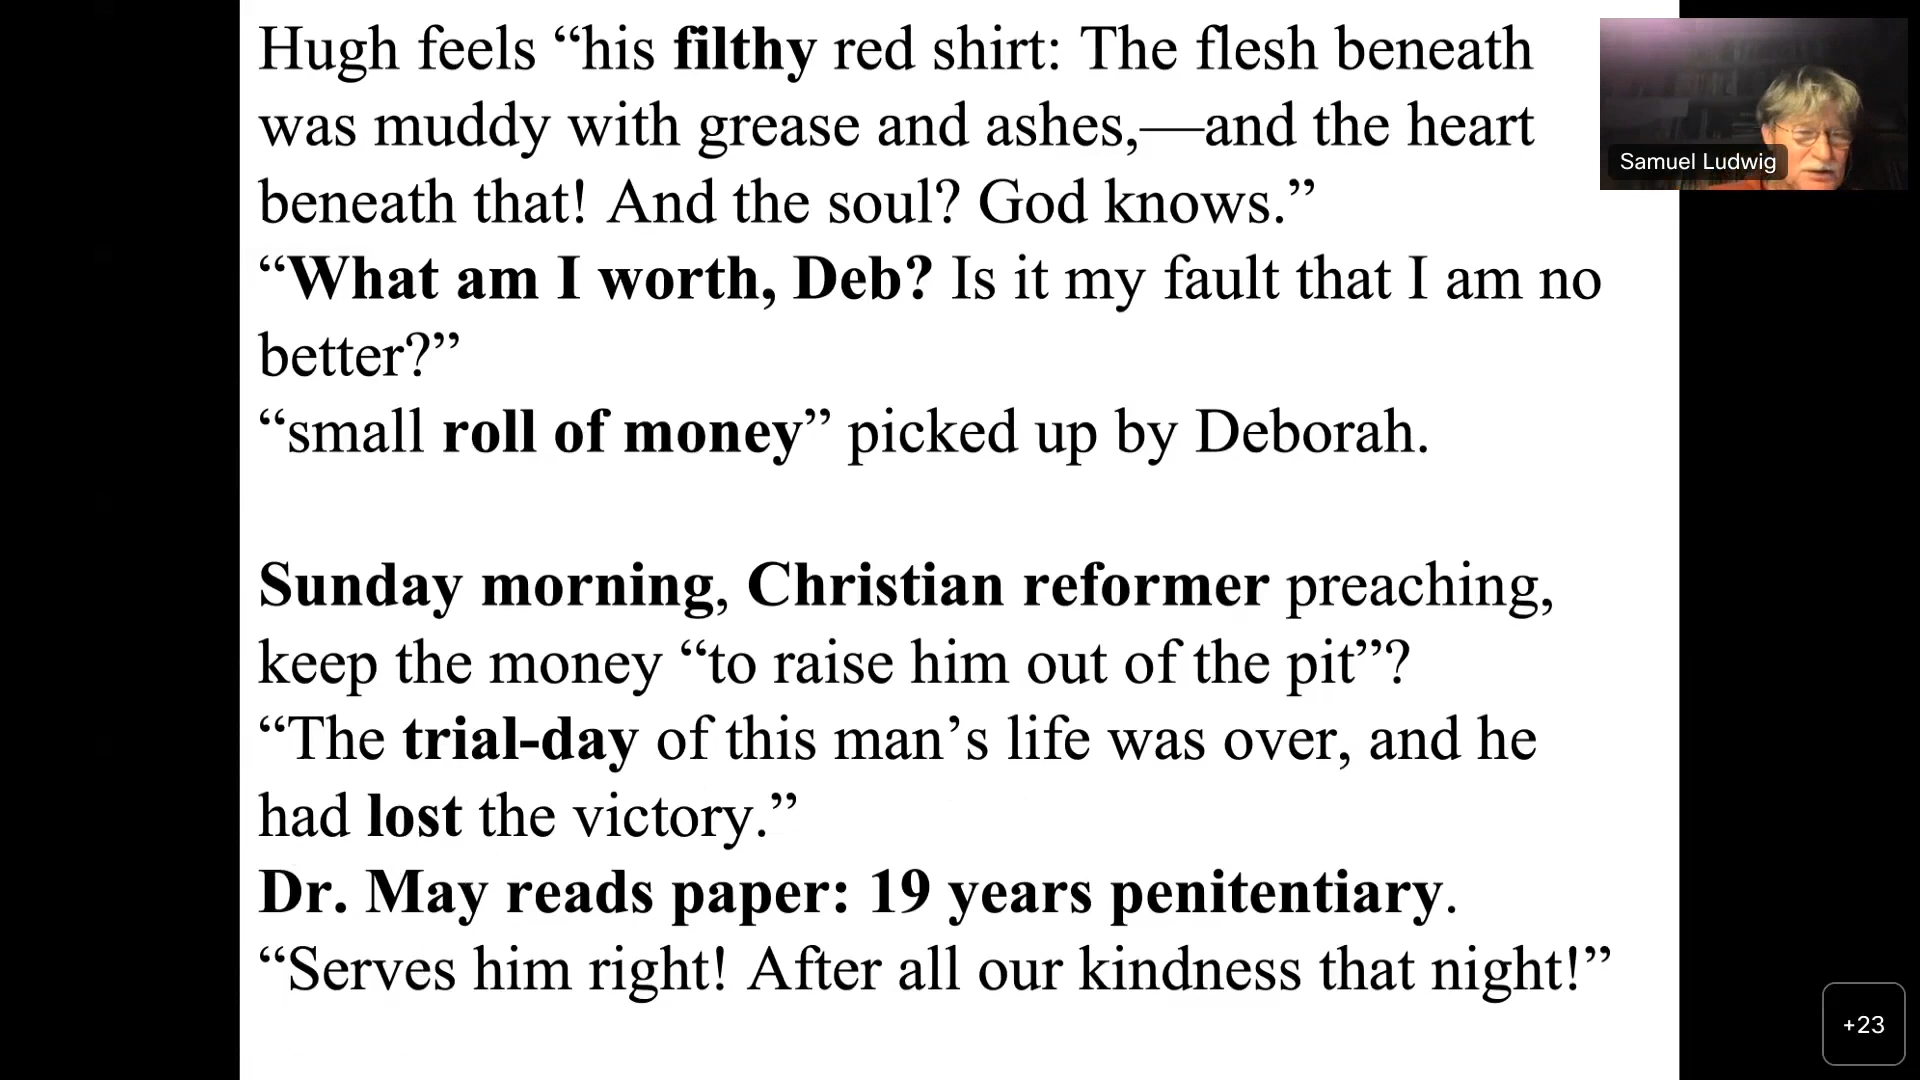 Hugh feels “his filthy red shirt: The flesh beneath
was muddy with grease and ashes,—and the heart
beneath that! And the soul? God knows.”
“What am I worth, Deb? Is it my fault that I am no
better?”
“small roll of money” picked up by Deborah.
Sunday morning, Christian reformer preaching,
keep the money “to raise him out of the pit”?
“The trial-day of this man’s life was over, and he
had lost the victory.”
Dr. May reads paper: 19 years penitentiary.
“Serves him right! After all our kindness that night!”
Samuel Ludwig
+23